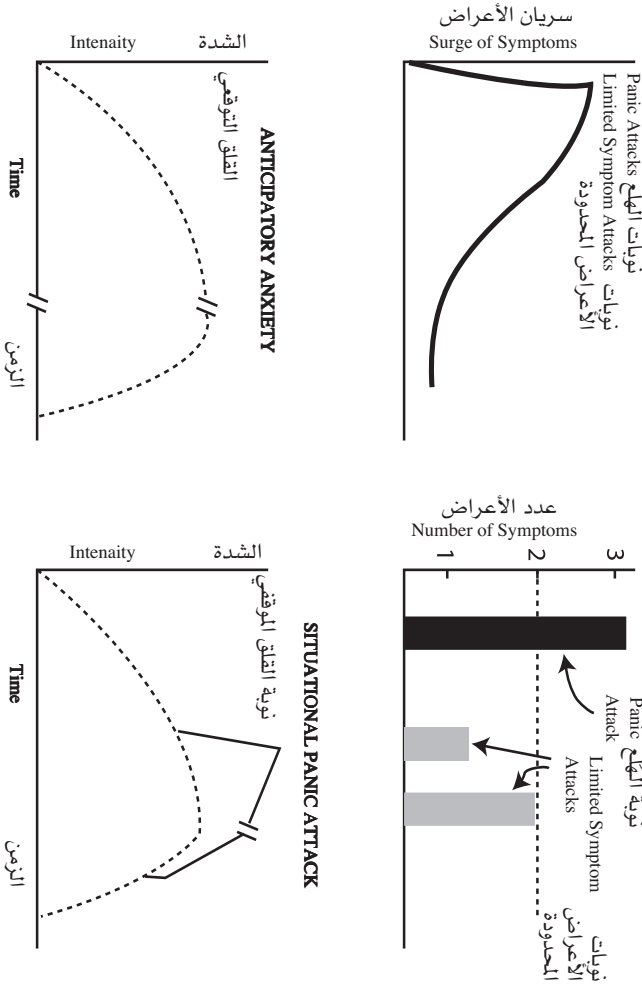 سريان الأعراض
Surge of Symptoms
Panic Attacks نوبات الهلع
Limited Symptom Attacks نوبات
الأعراض المحدودة
عدد الأعراض
Number of Symptoms
1
2
3
Panic نوبة الهلع
Attack
Limited Symptom
Attacks
نوبات
الأعراض
المحدودة
Intenaity الشدة
ANTICIPATORY ANXIETY
القلق التوقعي
Time الزمن
Intenaity الشدة
SITUATIONAL PANIC ATTACK
نوبة القلق الموقفي
Time الزمن